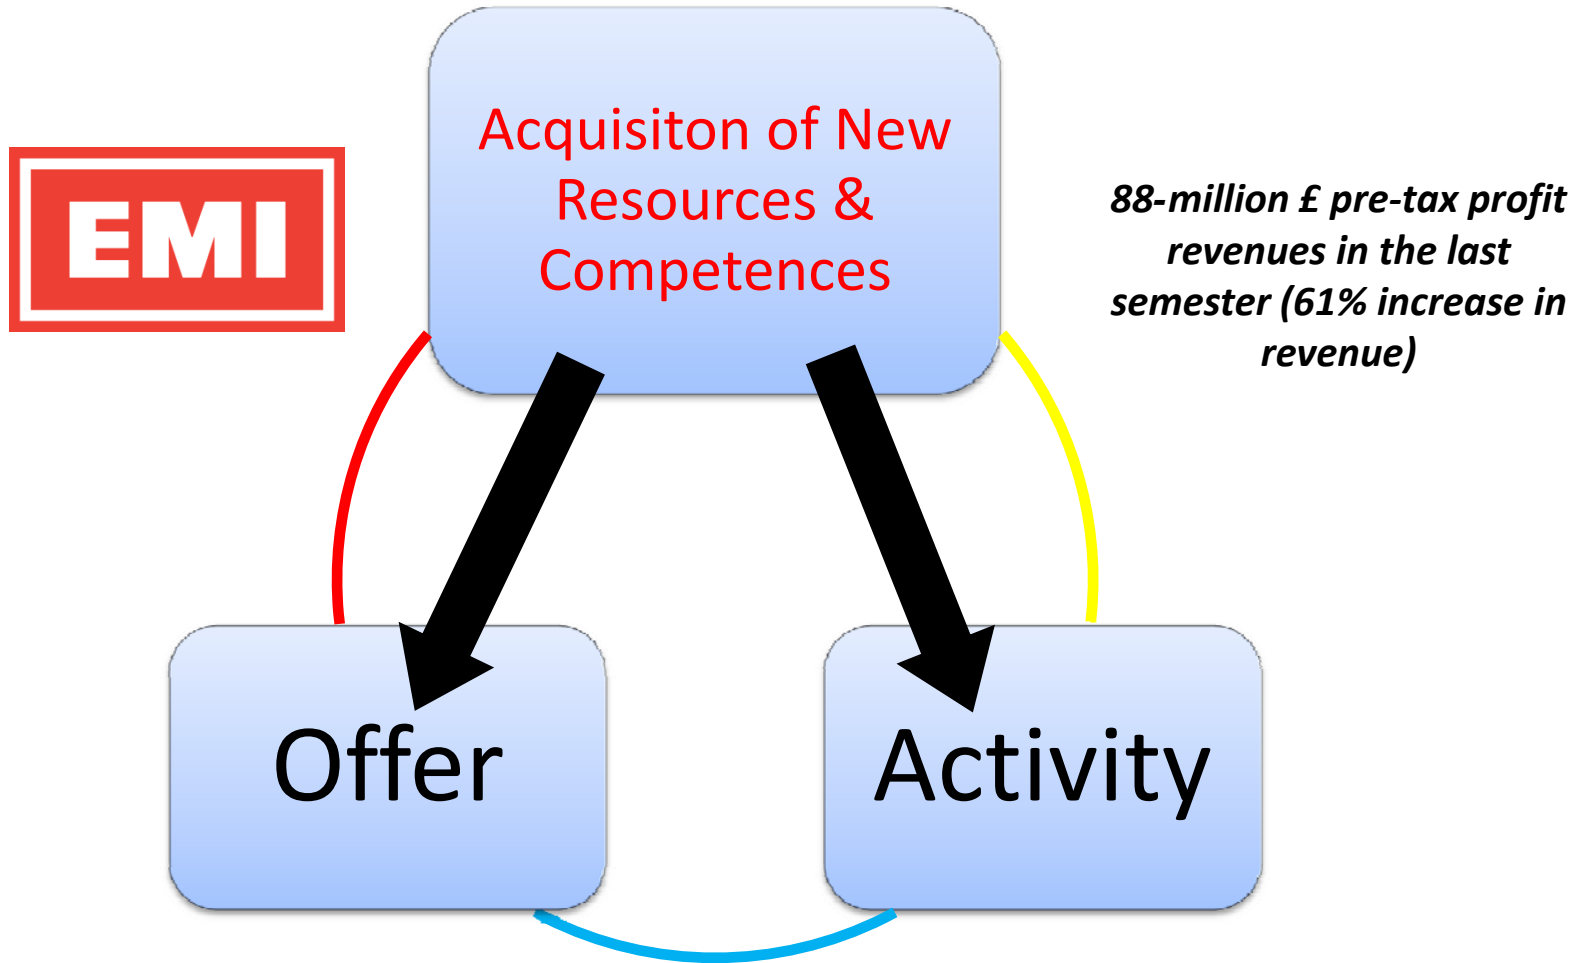 EMI
Acquisiton of New
Resources &
Competences
88-million £ pre-tax profit
revenues in the last
semester (61% increase in
revenue)
Offer
Activity